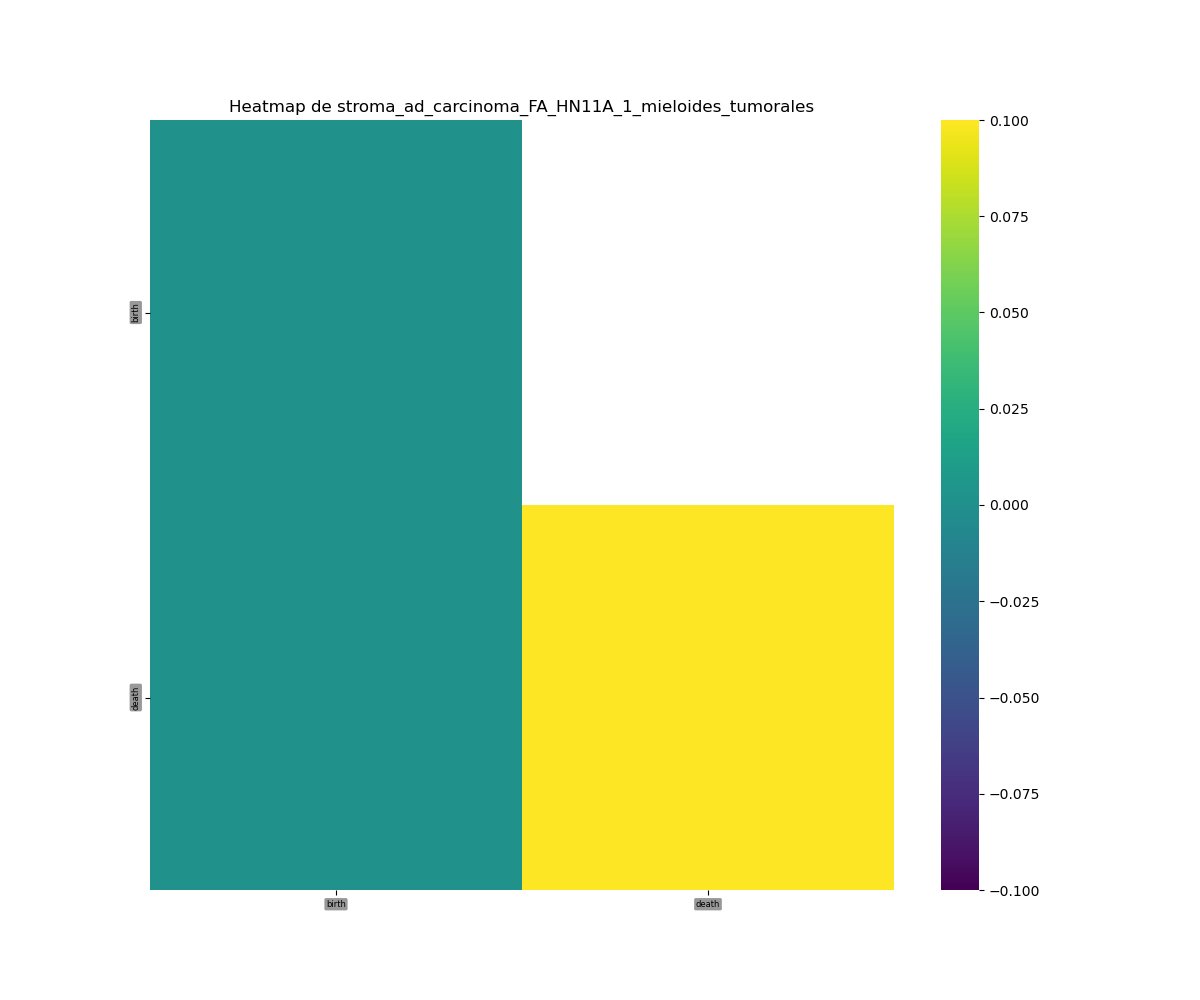 Heatmap de stroma_ad_carcinoma_FA_HN11A_1_mieloides_tumorales
birth
death
birth
death
0.100
0.075
0.050
0.025
0.000
−0.025
−0.050
−0.075
−0.100